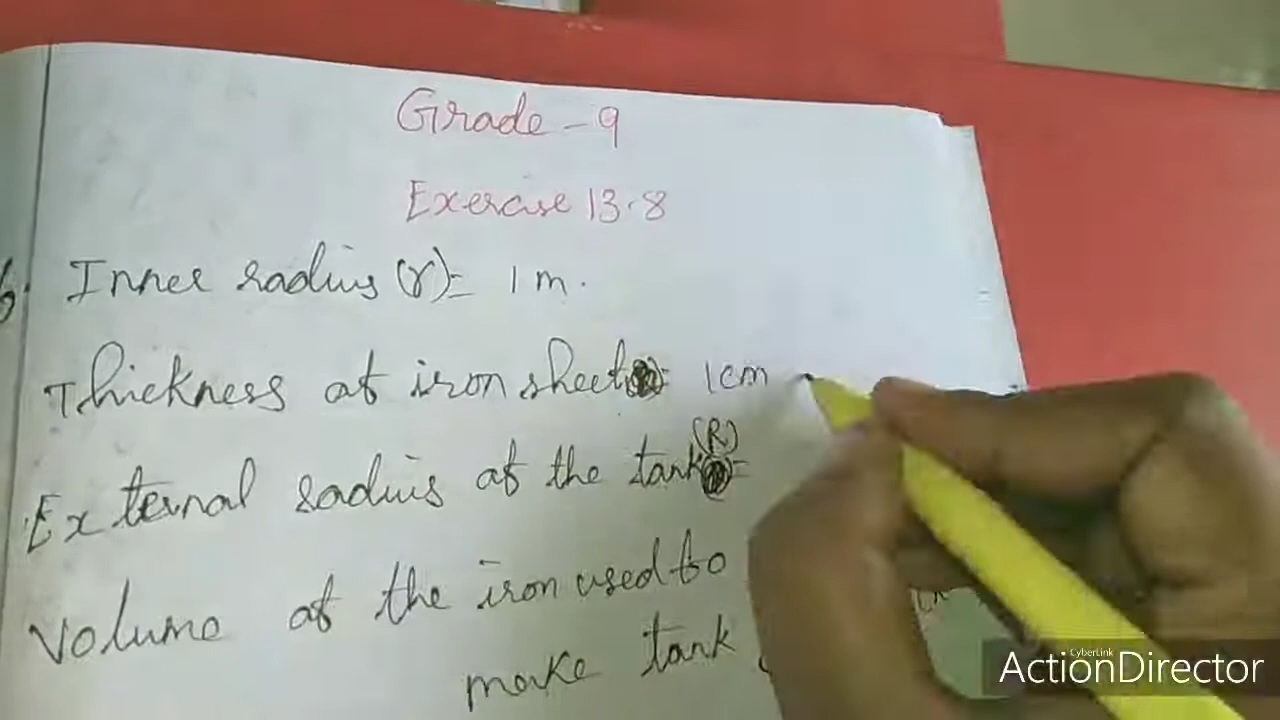 Grade - 9
Exercise 13.8
6. Inner radius (r) = 1 m.
Thickness of iron sheet = 1cm
External radius of the tank (R) =
Volume of the iron used to
make tank
CyberLink
ActionDirector